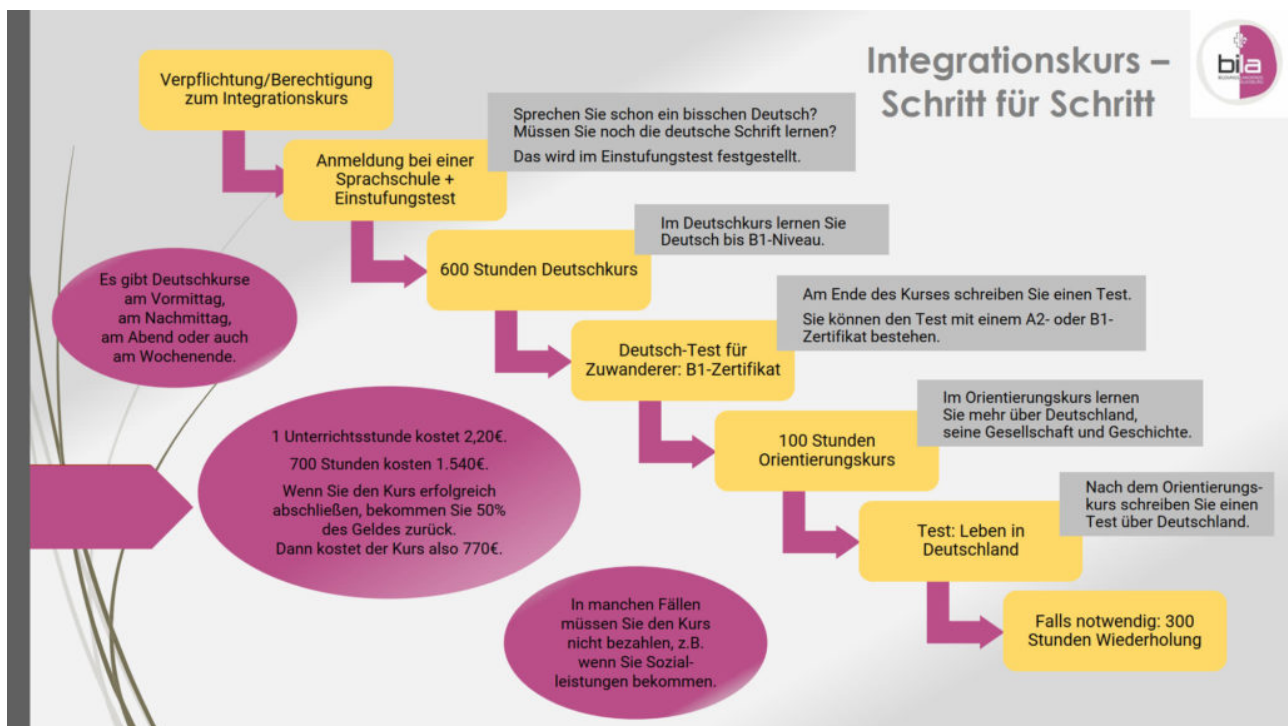 Integrationskurs –
Schritt für Schritt
bila
Verpflichtung/Berechtigung
zum Integrationskurs
Sprechen Sie schon ein bisschen Deutsch?
Müssen Sie noch die deutsche Schrift lernen?
Das wird im Einstufungstest festgestellt.
Anmeldung bei einer
Sprachschule +
Einstufungstest
Im Deutschkurs lernen Sie
Deutsch bis B1-Niveau.
600 Stunden Deutschkurs
Es gibt Deutschkurse
am Vormittag,
am Nachmittag,
am Abend oder auch
am Wochenende.
Am Ende des Kurses schreiben Sie einen Test.
Sie können den Test mit einem A2- oder B1-
Zertifikat bestehen.
Deutsch-Test für
Zuwanderer: B1-Zertifikat
Im Orientierungskurs lernen
Sie mehr über Deutschland,
seine Gesellschaft und Geschichte.
100 Stunden
Orientierungskurs
1 Unterrichtsstunde kostet 2,20€.
700 Stunden kosten 1.540€.
Wenn Sie den Kurs erfolgreich
abschließen, bekommen Sie 50%
des Geldes zurück.
Dann kostet der Kurs also 770€.
Nach dem Orientierungs-
kurs schreiben Sie einen
Test über Deutschland.
Test: Leben in
Deutschland
In manchen Fällen
müssen Sie den Kurs
nicht bezahlen, z.B.
wenn Sie Sozial-
leistungen bekommen.
Falls notwendig: 300
Stunden Wiederholung